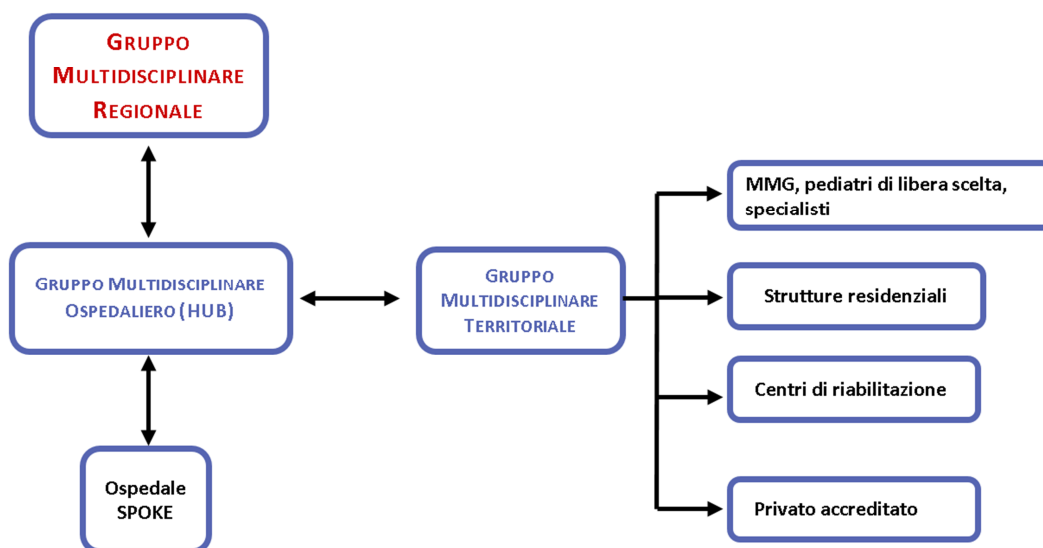 GRUPPO
MULTIDISCIPLINARE
REGIONALE
MMG, pediatri di libera scelta,
specialisti
GRUPPO MULTIDISCIPLINARE
OSPEDALIERO (HUB)
GRUPPO
MULTIDISCIPLINARE
TERRITORIALE
Strutture residenziali
Centri di riabilitazione
Ospedale
SPOKE
Privato accreditato